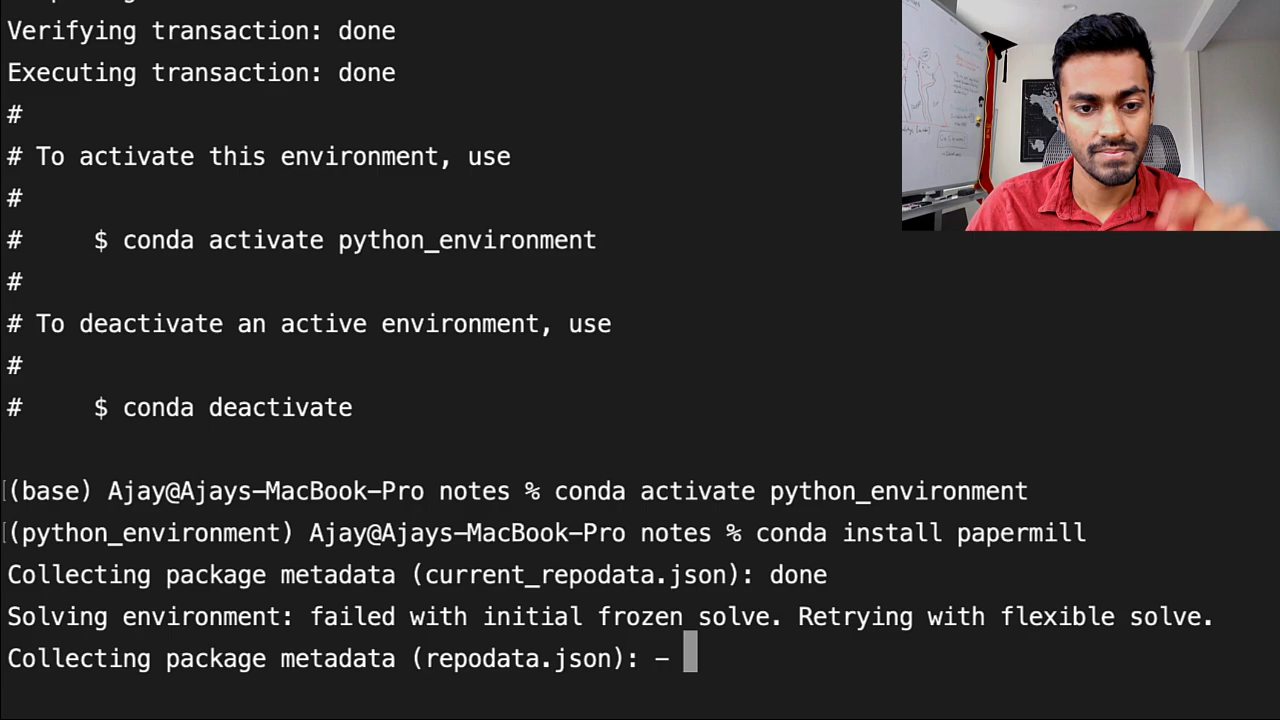 Verifying transaction: done
Executing transaction: done
#
# To activate this environment, use
#
#     $ conda activate python_environment
#
# To deactivate an active environment, use
#
#     $ conda deactivate
(base) Ajay@Ajays-MacBook-Pro notes % conda activate python_environment
(python_environment) Ajay@Ajays-MacBook-Pro notes % conda install papermill
Collecting package metadata (current_repodata.json): done
Solving environment: failed with initial frozen solve. Retrying with flexible solve.
Collecting package metadata (repodata.json): -